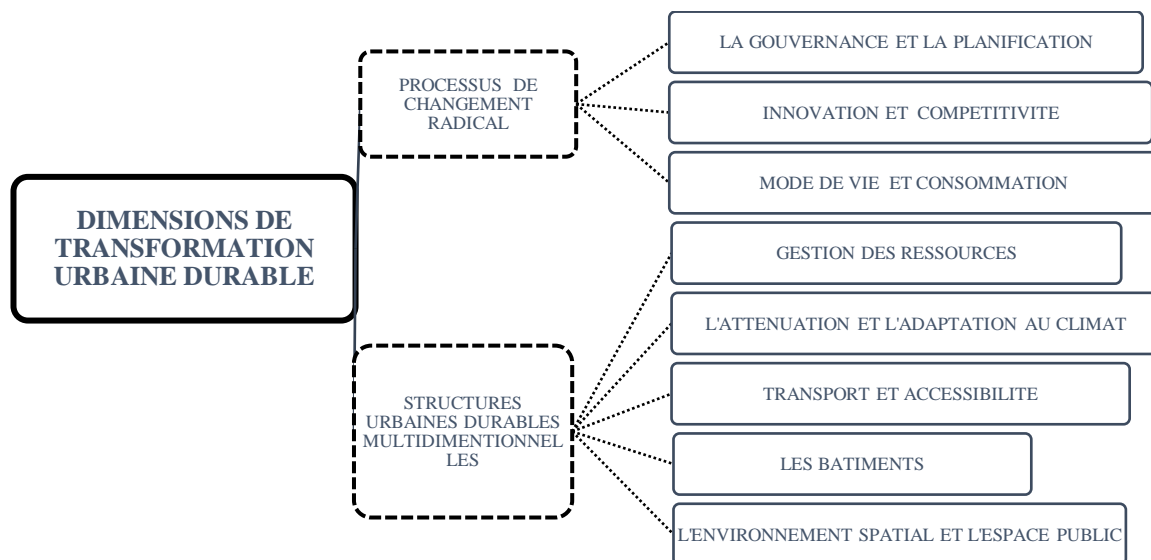 DIMENSIONS DE
TRANSFORMATION
URBAINE DURABLE
PROCESSUS DE
CHANGEMENT
RADICAL
LA GOUVERNANCE ET LA PLANIFICATION
INNOVATION ET COMPETITIVITE
MODE DE VIE ET CONSOMMATION
STRUCTURES
URBAINES DURABLES
MULTIDIMENTIONNEL
LES
GESTION DES RESSOURCES
L'ATTENUATION ET L'ADAPTATION AU CLIMAT
TRANSPORT ET ACCESSIBILITE
LES BATIMENTS
L'ENVIRONNEMENT SPATIAL ET L'ESPACE PUBLIC